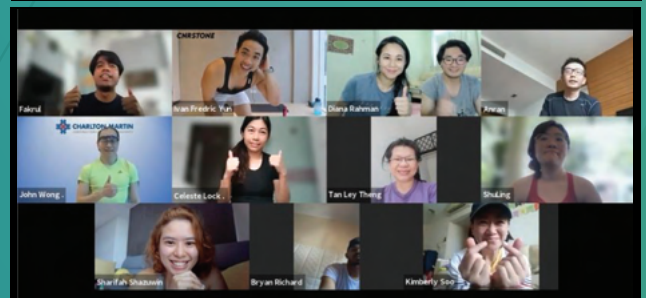 CHRSTONE
Fakrul
Ivan Fredric Yun
Diana Rahman
Anran
CHARLTON MARTIN
John Wong .
Celeste Lock .
Tan Ley Theng
ShuLing
Sharifah Shazuwin
Bryan Richard
Kimberly Soo